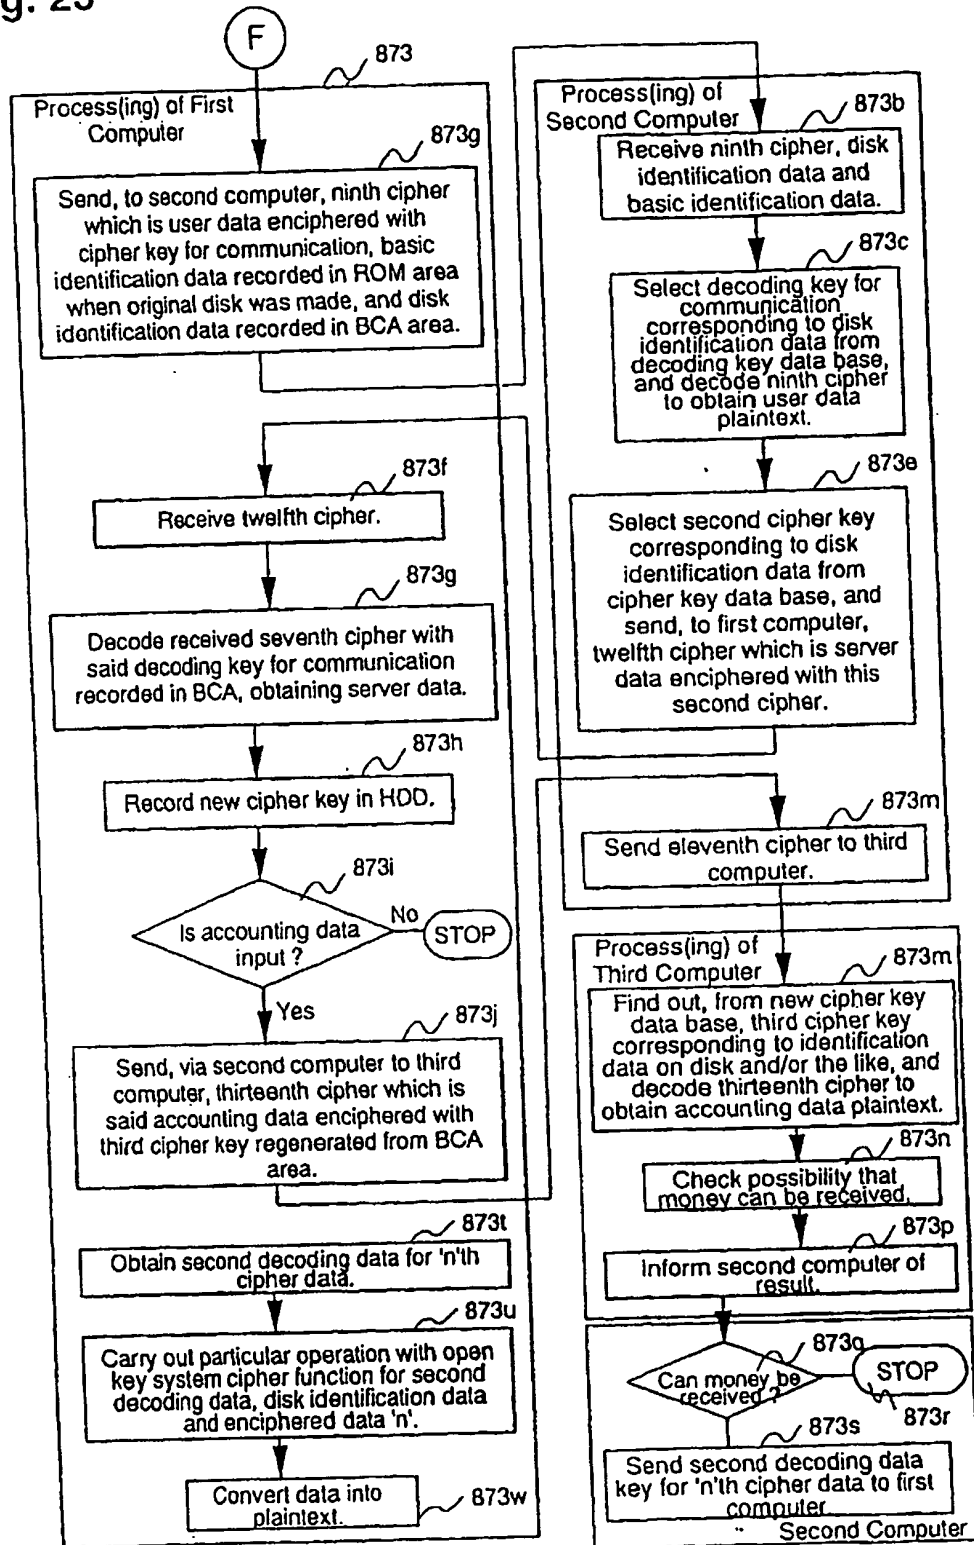 g. 23
F
873
Process(ing) of First
Computer
873g
Send, to second computer, ninth cipher
which is user data enciphered with
cipher key for communication, basic
identification data recorded in ROM area
when original disk was made, and disk
identification data recorded in BCA area.
873f
Receive twelfth cipher.
873g
Decode received seventh cipher with
said decoding key for communication
recorded in BCA, obtaining server data.
873h
Record new cipher key in HDD.
873i
Is accounting data
input ?
No
STOP
Yes
873j
Send, via second computer to third
computer, thirteenth cipher which is
said accounting data enciphered with
third cipher key regenerated from BCA
area.
873t
Obtain second decoding data for 'n'th
cipher data.
873u
Carry out particular operation with open
key system cipher function for second
decoding data, disk identification data
and enciphered data 'n'.
Convert data into
plaintext.
873w
Process(ing) of
Second Computer
873b
Receive ninth cipher, disk
identification data and
basic identification data.
873c
Select decoding key for
communication
corresponding to disk
identification data from
decoding key data base,
and decode ninth cipher
to obtain user data
plaintext.
873e
Select second cipher key
corresponding to disk
identification data from
cipher key data base, and
send, to first computer,
twelfth cipher which is server
data enciphered with this
second cipher.
873m
Send eleventh cipher to third
computer.
Process(ing) of
Third Computer
873m
Find out, from new cipher key
data base, third cipher key
corresponding to identification
data on disk and/or the like, and
decode thirteenth cipher to
obtain accounting data plaintext.
873n
Check possibility that
money can be received.
873p
Inform second computer of
result.
873q
Can money be
received ?
STOP
873r
873s
Send second decoding data
key for 'n'th cipher data to first
computer
Second Computer